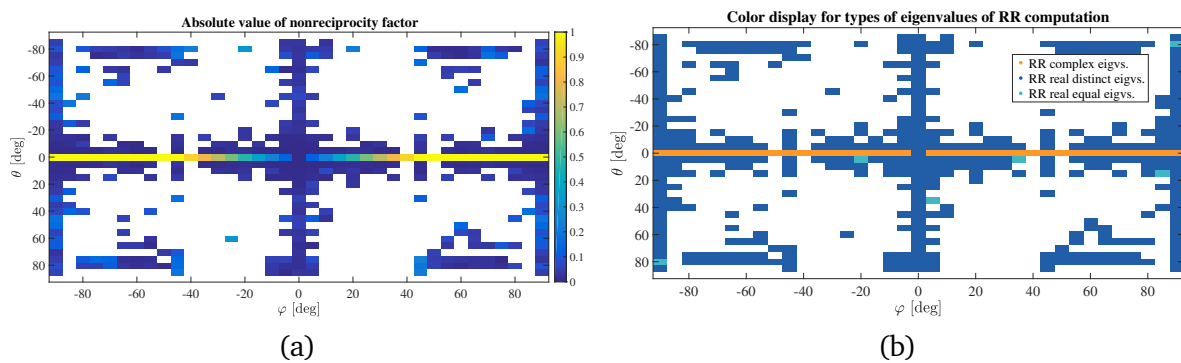 Absolute value of nonreciprocity factor
-80
-60
-40
-20
0
20
40
60
80
θ [deg]
-80 -60 -40 -20 0 20 40 60 80
φ [deg]
1
0.9
0.8
0.7
0.6
0.5
0.4
0.3
0.2
0.1
0
(a)
Color display for types of eigenvalues of RR computation
RR complex eigvs.
RR real distinct eigvs.
RR real equal eigvs.
-80
-60
-40
-20
0
20
40
60
80
θ [deg]
-80 -60 -40 -20 0 20 40 60 80
φ [deg]
(b)